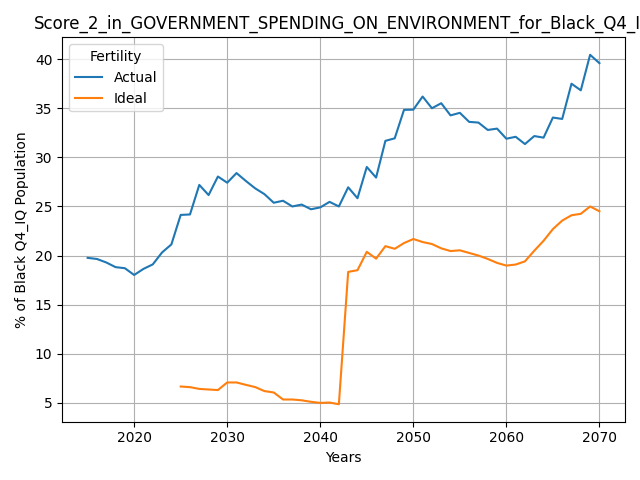 Score_2_in_GOVERNMENT_SPENDING_ON_ENVIRONMENT_for_Black_Q4_I
Fertility
Actual
Ideal
% of Black Q4_IQ Population
40
35
30
25
20
15
10
5
2020 2030 2040 2050 2060 2070
Years